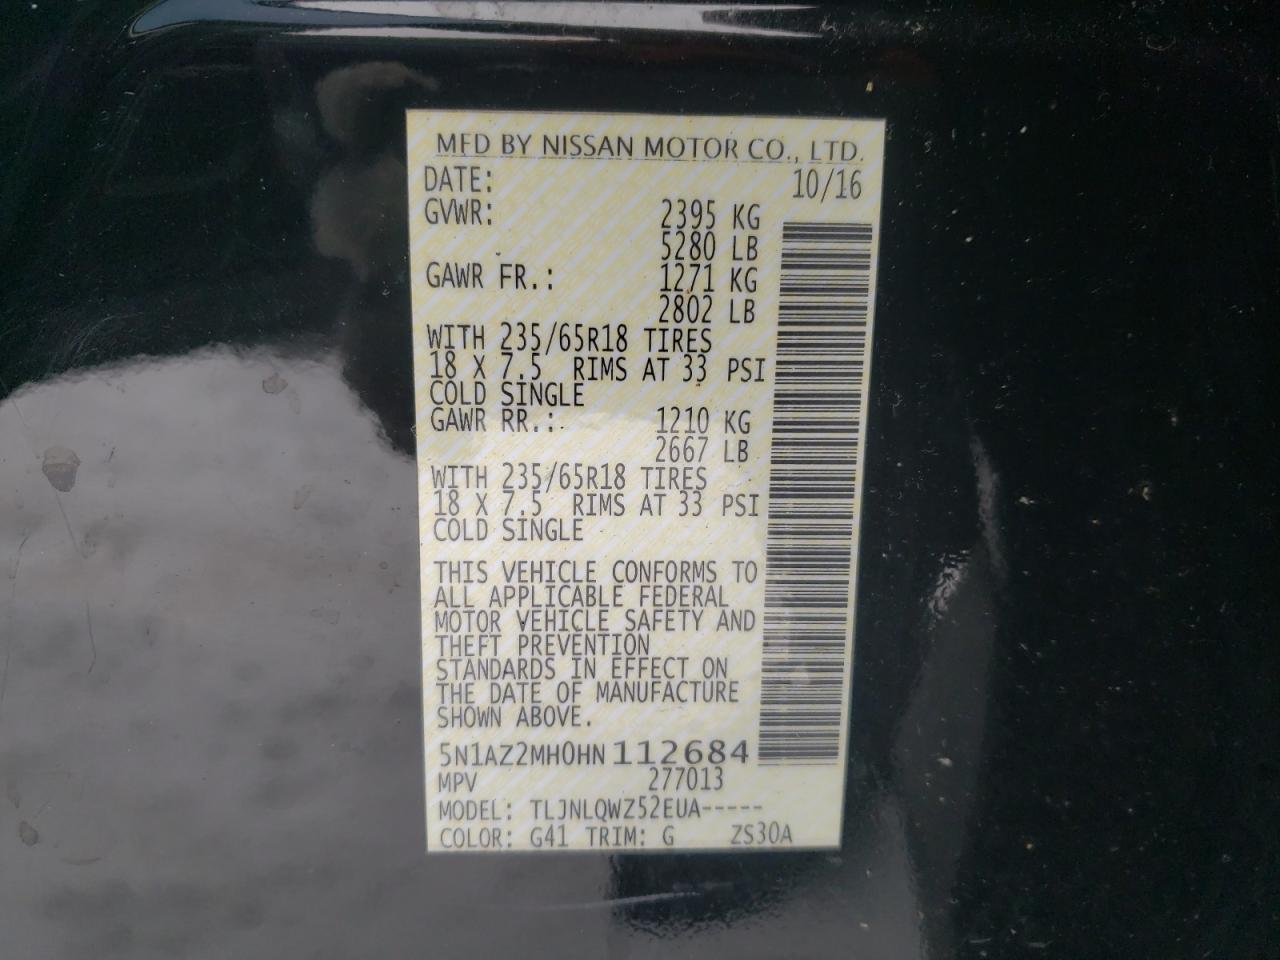 MFD BY NISSAN MOTOR CO., LTD.
DATE: 10/16
GVWR: 2395 KG
5280 LB
GAWR FR.: 1271 KG
2802 LB
WITH 235/65R18 TIRES
18 X 7.5 RIMS AT 33 PSI
COLD SINGLE
GAWR RR.: 1210 KG
2667 LB
WITH 235/65R18 TIRES
18 X 7.5 RIMS AT 33 PSI
COLD SINGLE
THIS VEHICLE CONFORMS TO
ALL APPLICABLE FEDERAL
MOTOR VEHICLE SAFETY AND
THEFT PREVENTION
STANDARDS IN EFFECT ON
THE DATE OF MANUFACTURE
SHOWN ABOVE.
5N1AZ2MH0HN112684
MPV 277013
MODEL: TLJNLQWZ52EUA-----
COLOR: G41 TRIM: G ZS30A